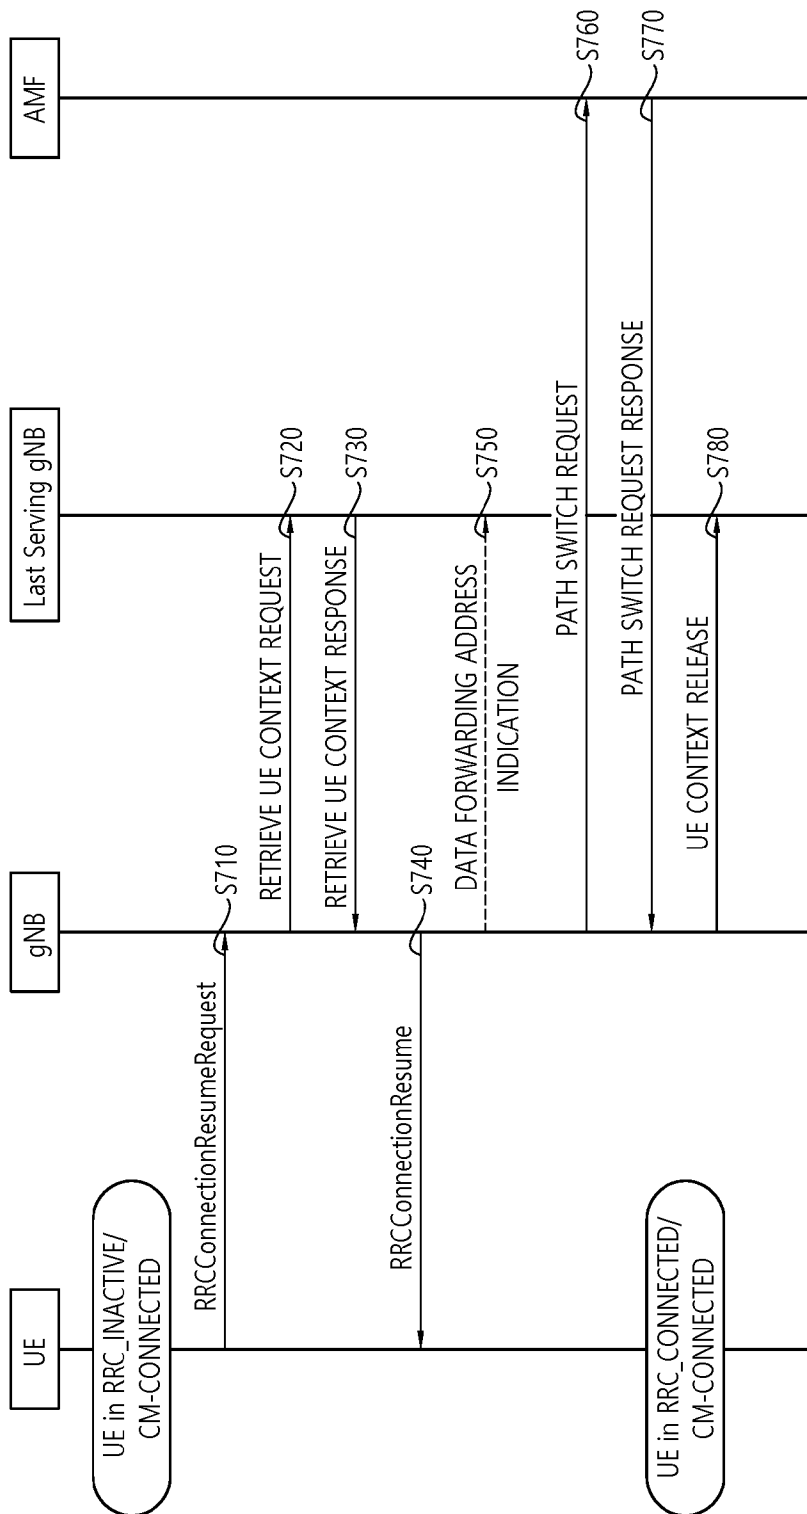 UE
gNB
Last Serving gNB
AMF
UE in RRC_INACTIVE/
CM-CONNECTED
RRCConnectionResumeRequest
S710
RETRIEVE UE CONTEXT REQUEST
S720
RETRIEVE UE CONTEXT RESPONSE
S730
RRCConnectionResume
S740
DATA FORWARDING ADDRESS
INDICATION
S750
PATH SWITCH REQUEST
S760
UE in RRC_CONNECTED/
CM-CONNECTED
PATH SWITCH REQUEST RESPONSE
S770
UE CONTEXT RELEASE
S780